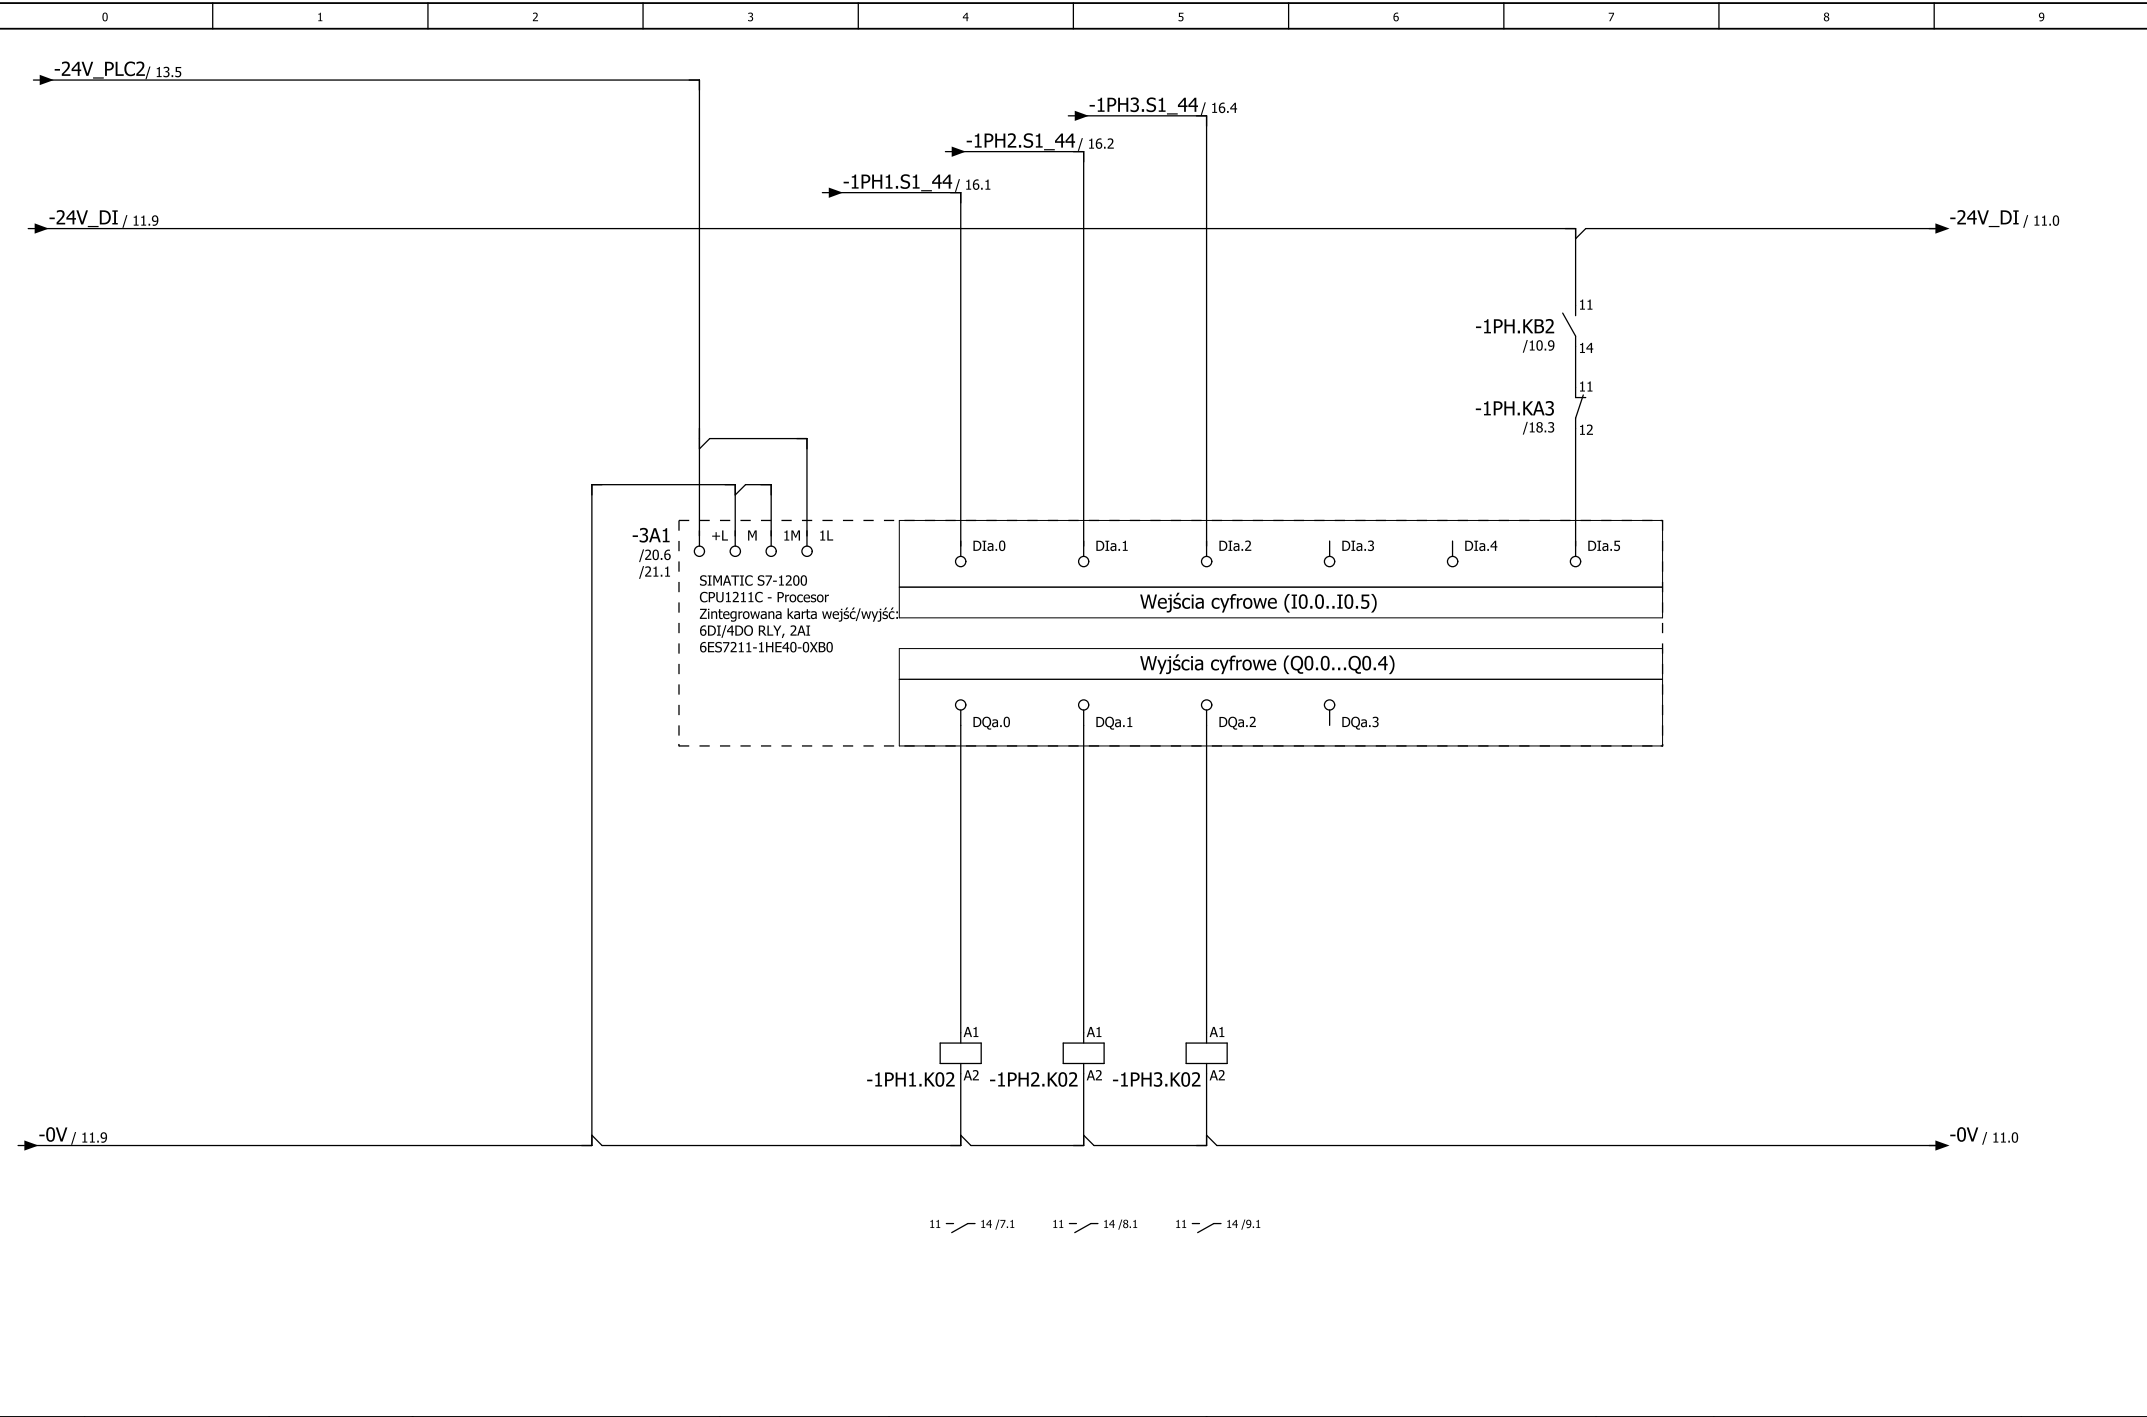 0 1 2 3 4 5 6 7 8 9
-24V_PLC2/ 13.5
-1PH3.S1_44/ 16.4
-1PH2.S1_44/ 16.2
-1PH1.S1_44/ 16.1
-24V_DI / 11.9
-24V_DI / 11.0
11
-1PH.KB2
/10.9
14
11
-1PH.KA3
/18.3
12
-3A1
/20.6
/21.1
+L M 1M 1L
DIa.0 DIa.1 DIa.2 DIa.3 DIa.4 DIa.5
SIMATIC S7-1200
CPU1211C - Procesor
Zintegrowana karta wejść/wyjść:
6DI/4DO RLY, 2AI
6ES7211-1HE40-0XB0
Wejścia cyfrowe (I0.0..I0.5)
Wyjścia cyfrowe (Q0.0...Q0.4)
DQa.0 DQa.1 DQa.2 DQa.3
A1 A1 A1
-1PH1.K02 A2 -1PH2.K02 A2 -1PH3.K02 A2
-0V / 11.9
-0V / 11.0
11 14 /7.1 11 14 /8.1 11 14 /9.1